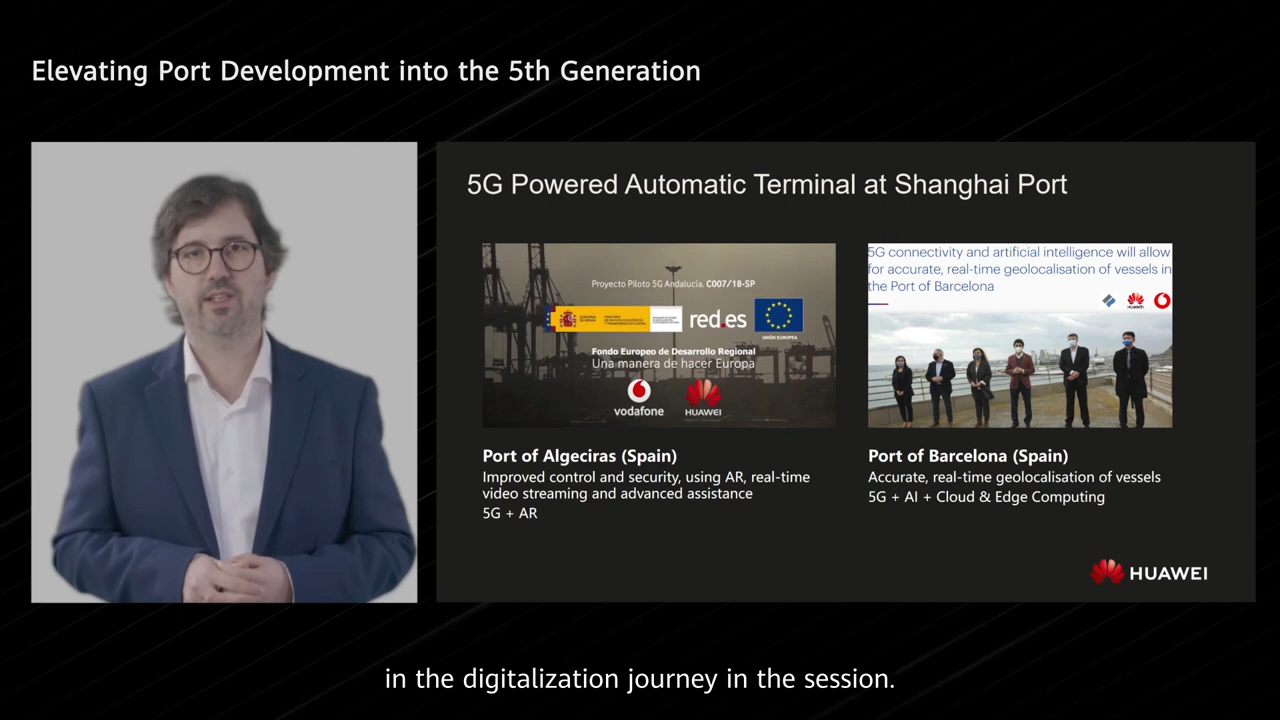 Elevating Port Development into the 5th Generation
5G Powered Automatic Terminal at Shanghai Port
Proyecto Piloto 5G Andalucía. C007/18-SP
red.es
UNIÓN EUROPEA
Fondo Europeo de Desarrollo Regional
Una manera de hacer Europa
vodafone
HUAWEI
5G connectivity and artificial intelligence will allow
for accurate, real-time geolocalisation of vessels in
the Port of Barcelona
Port of Algeciras (Spain)
Improved control and security, using AR, real-time
video streaming and advanced assistance
5G + AR
Port of Barcelona (Spain)
Accurate, real-time geolocalisation of vessels
5G + AI + Cloud & Edge Computing
HUAWEI
in the digitalization journey in the session.